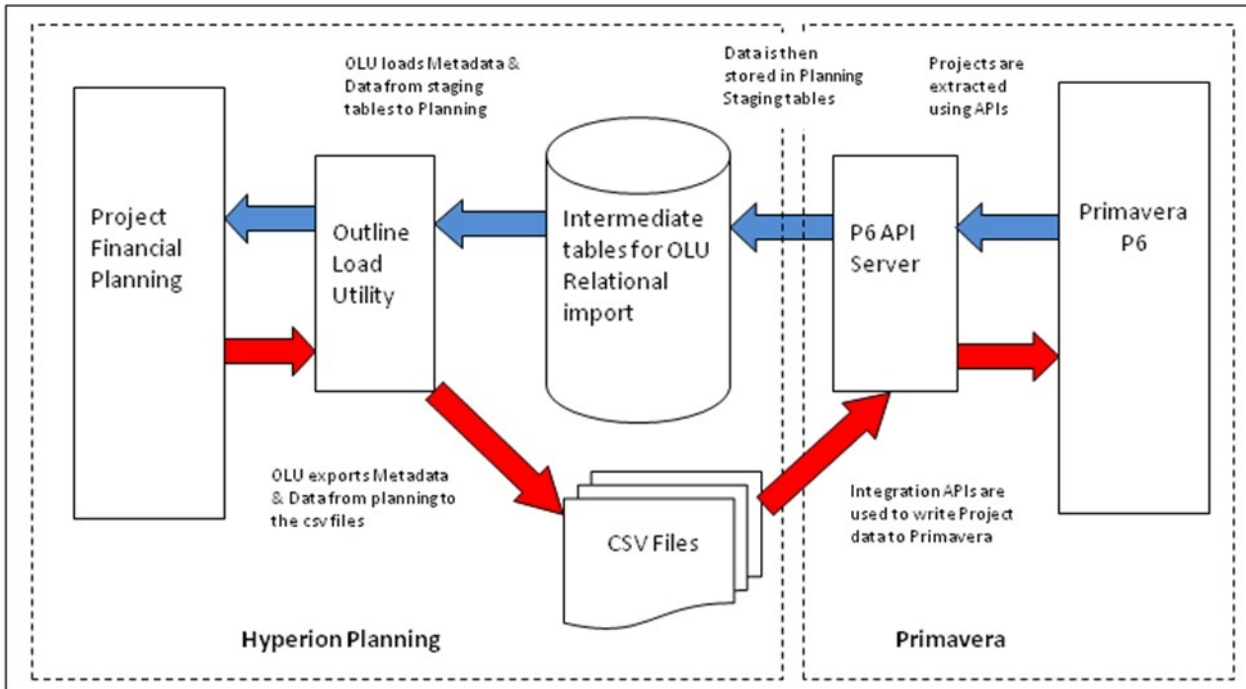 OLU loads Metadata &
Data from staging
tables to Planning
Data is then
stored in Planning
Staging tables
Projects are
extracted
using APIs
Project
Financial
Planning
Outline
Load
Utility
Intermediate
tables for OLU
Relational
import
P6 API
Server
Primavera
P6
OLU exports Metadata
& Data from planning to
the csv files
CSV Files
Integration APIs are
used to write Project
data to Primavera
Hyperion Planning
Primavera